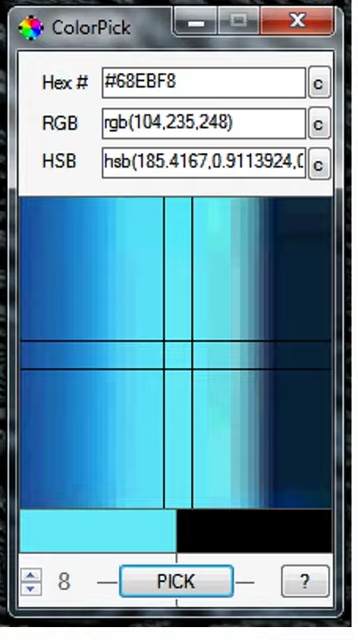 ColorPick
Hex # #68EBF8 c
RGB rgb(104,235,248) c
HSB hsb(185.4167,0.9113924,0 c
8 PICK ?